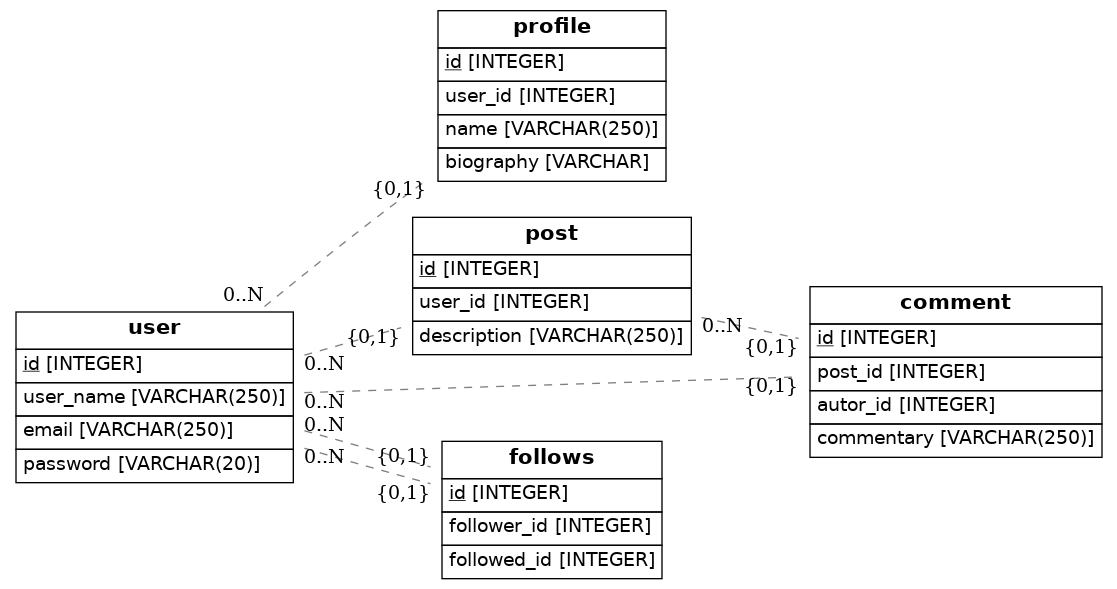 profile
id [INTEGER]
user_id [INTEGER]
name [VARCHAR(250)]
biography [VARCHAR]
{0,1}
0..N
post
id [INTEGER]
user_id [INTEGER]
description [VARCHAR(250)]
{0,1}
0..N
0..N
{0,1}
user
id [INTEGER]
user_name [VARCHAR(250)]
email [VARCHAR(250)]
password [VARCHAR(20)]
comment
id [INTEGER]
post_id [INTEGER]
autor_id [INTEGER]
commentary [VARCHAR(250)]
0..N
{0,1}
0..N
{0,1}
0..N
{0,1}
follows
id [INTEGER]
follower_id [INTEGER]
followed_id [INTEGER]